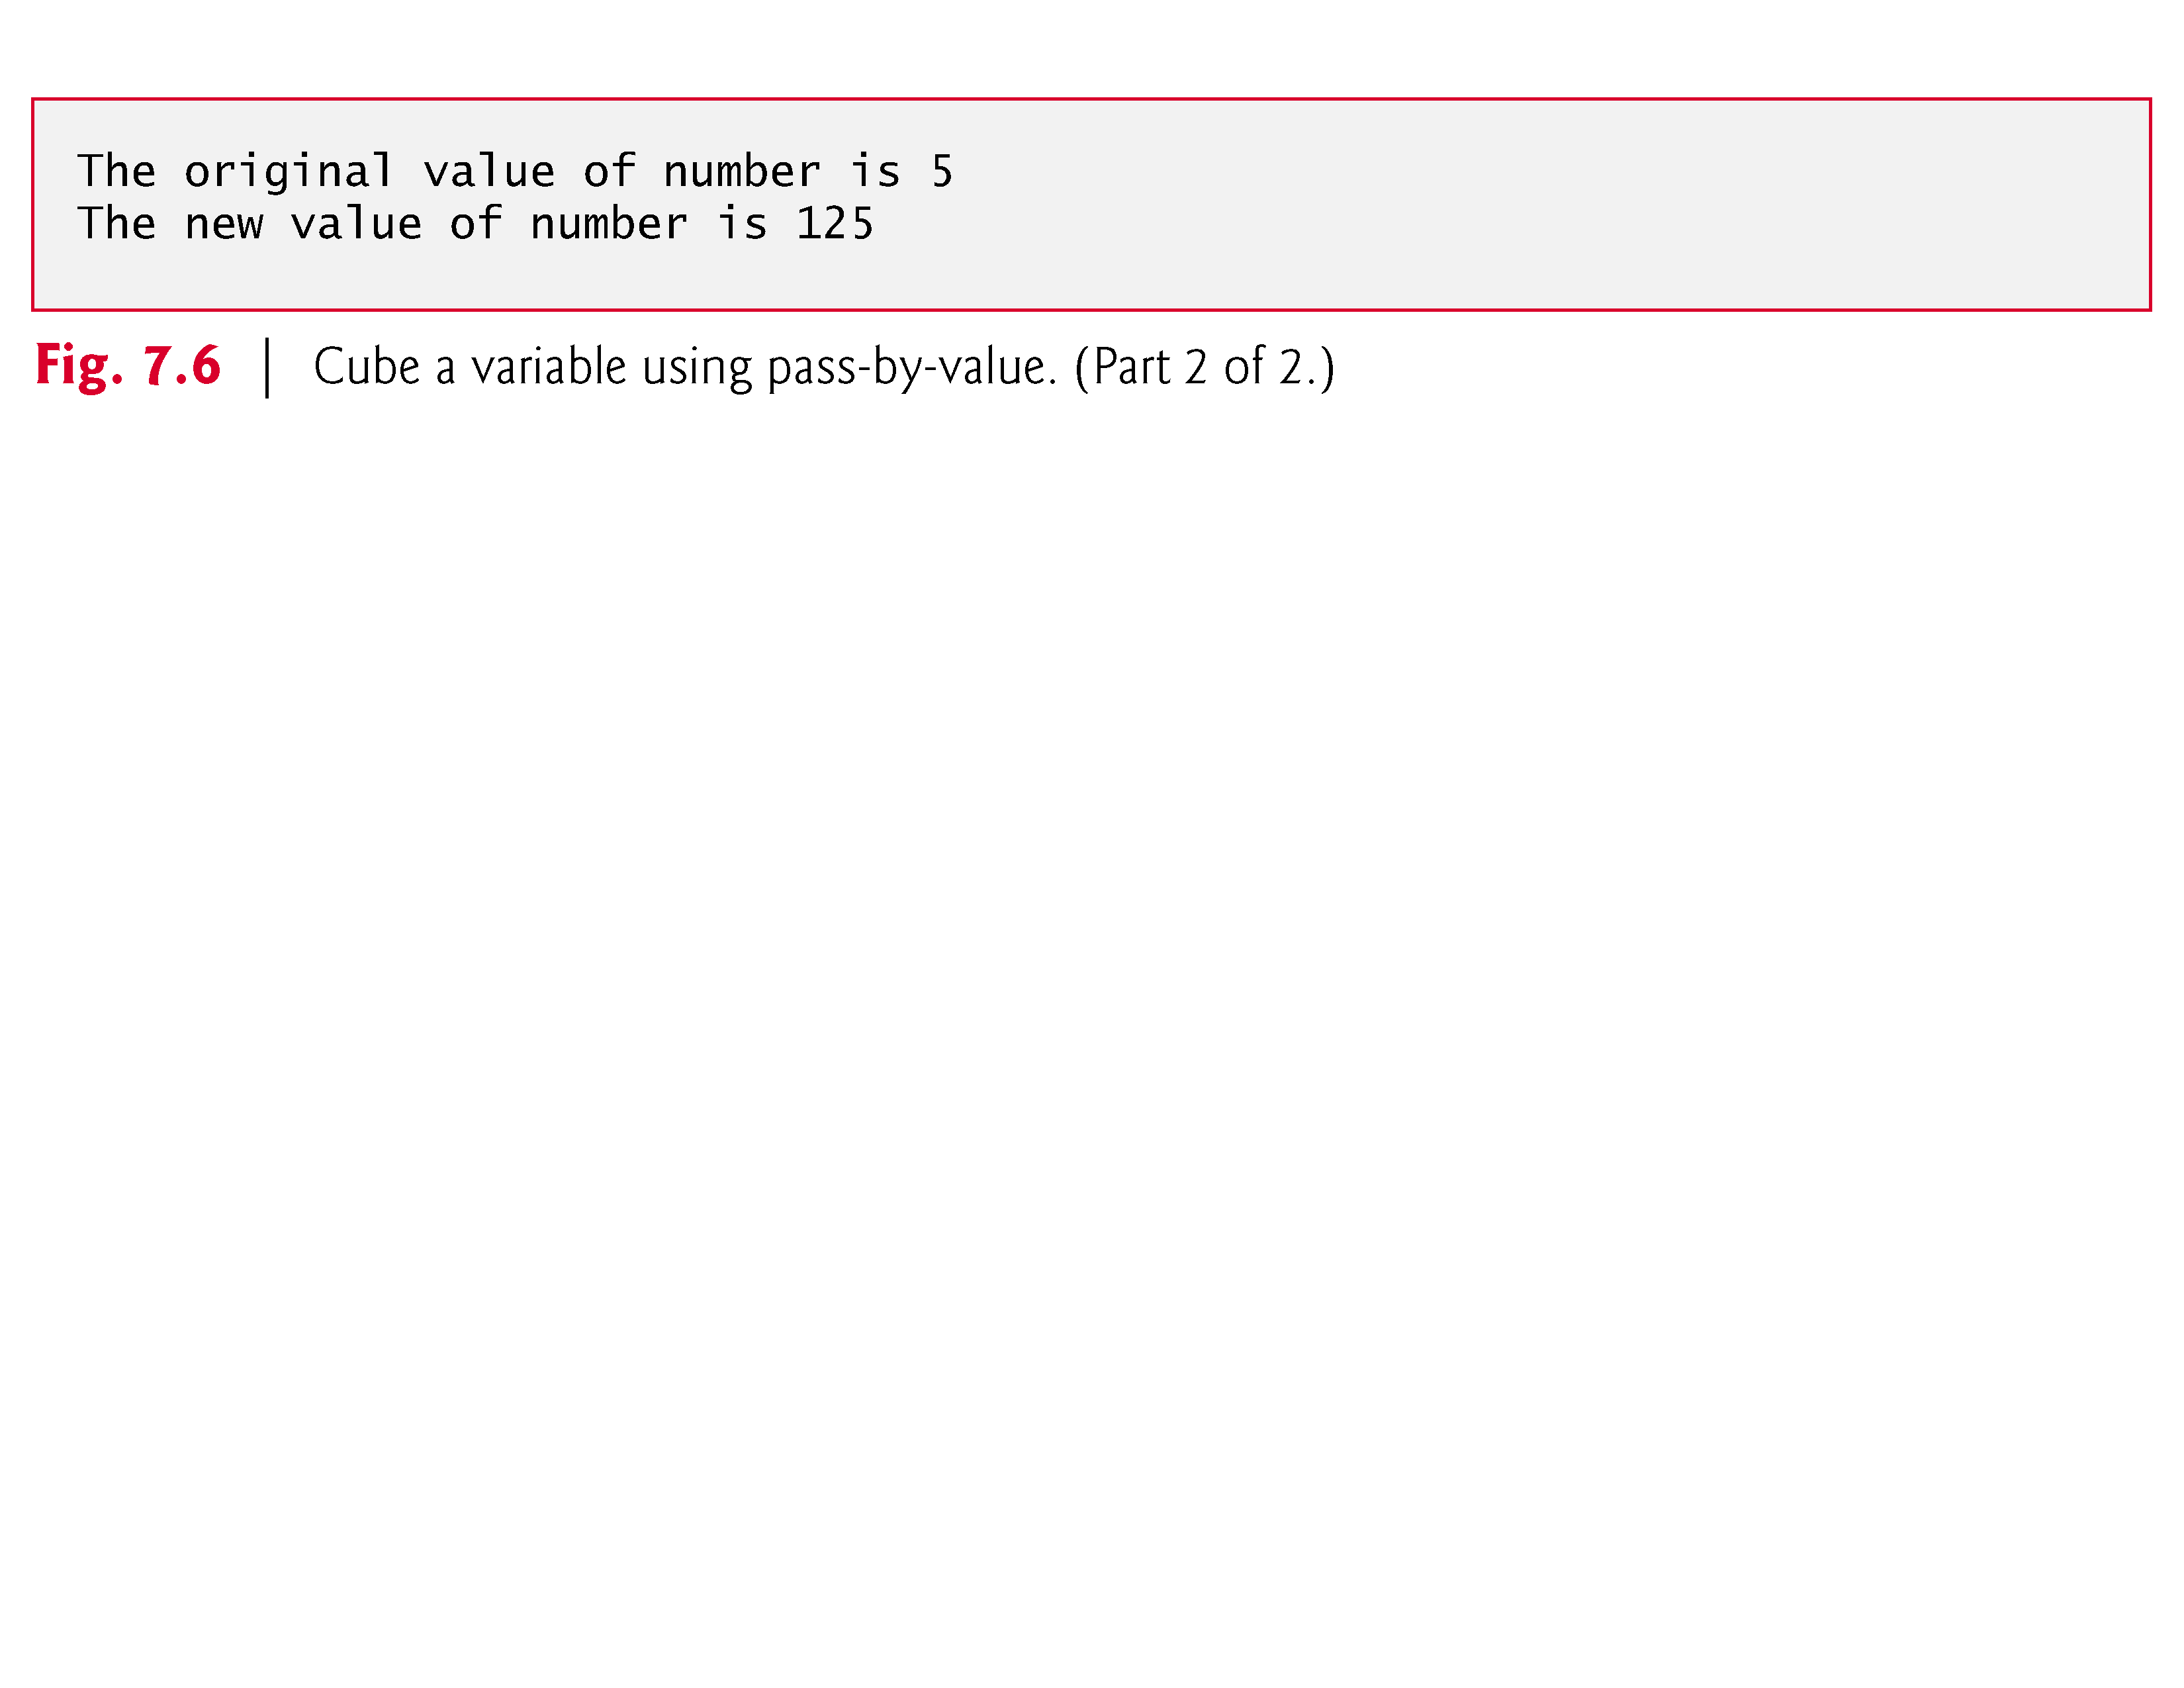 The original value of number is 5
The new value of number is 125
Fig. 7.6 | Cube a variable using pass-by-value. (Part 2 of 2.)